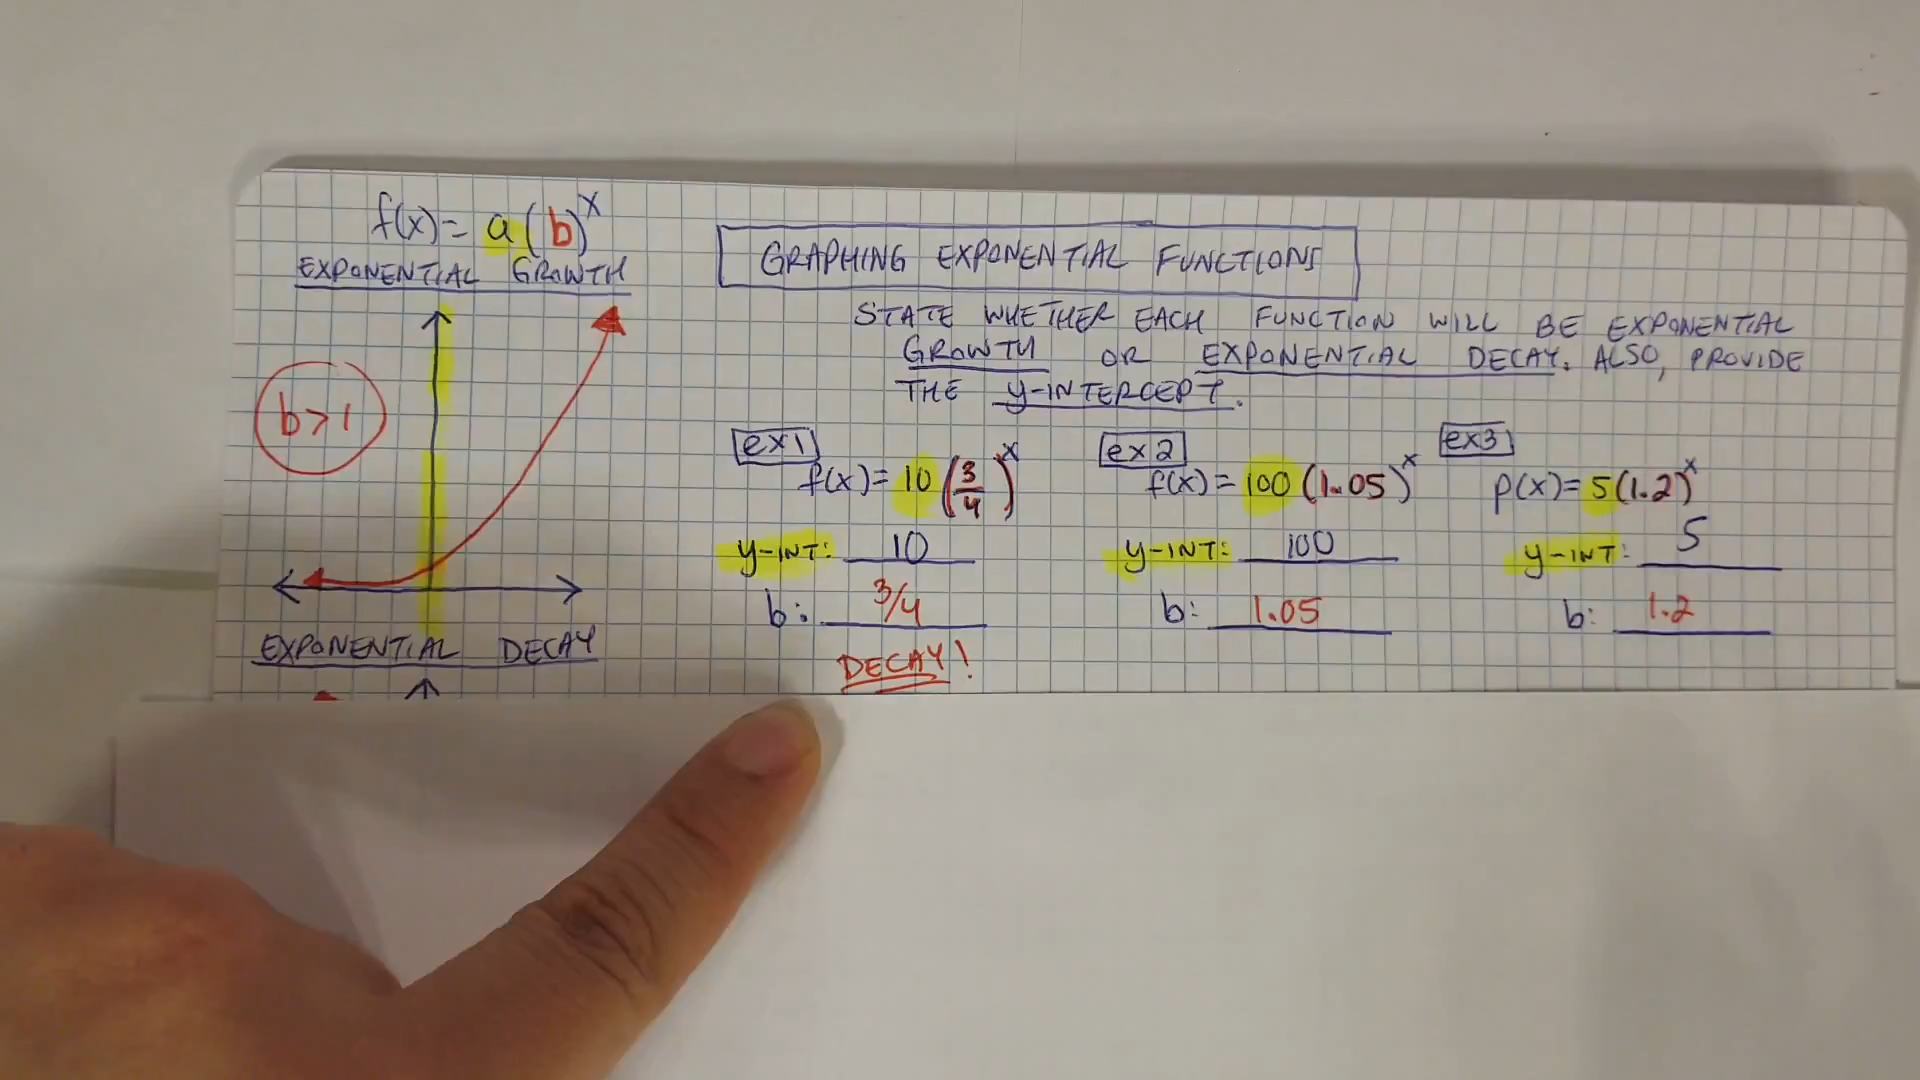 f(x) = a(b)^x
EXPONENTIAL GROWTH
b>1
EXPONENTIAL DECAY
GRAPHING EXPONENTIAL FUNCTIONS
STATE WHETHER EACH FUNCTION WILL BE EXPONENTIAL
GROWTH OR EXPONENTIAL DECAY. ALSO, PROVIDE
THE y-INTERCEPT.
ex1
f(x) = 10(3/4)^x
y-INT: 10
b: 3/4
DECAY!
ex2
f(x) = 100(1.05)^x
y-INT: 100
b: 1.05
ex3
p(x) = 5(1.2)^x
y-INT: 5
b: 1.2